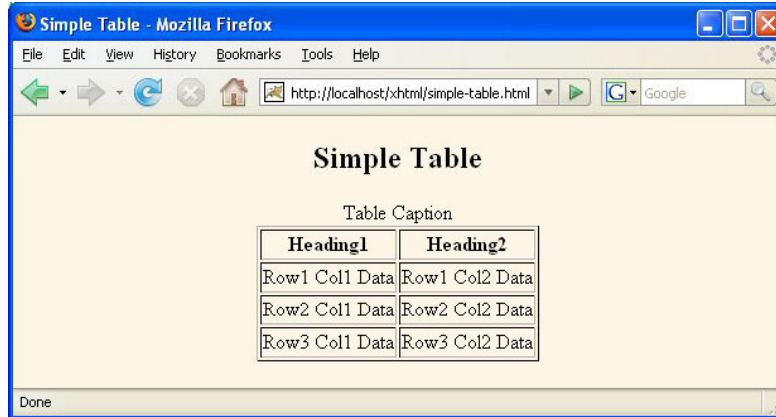 Simple Table - Mozilla Firefox
File Edit View History Bookmarks Tools Help
http://localhost/xhtml/simple-table.html G Google
Simple Table
Table Caption
Heading1 Heading2
Row1 Col1 Data Row1 Col2 Data
Row2 Col1 Data Row2 Col2 Data
Row3 Col1 Data Row3 Col2 Data
Done